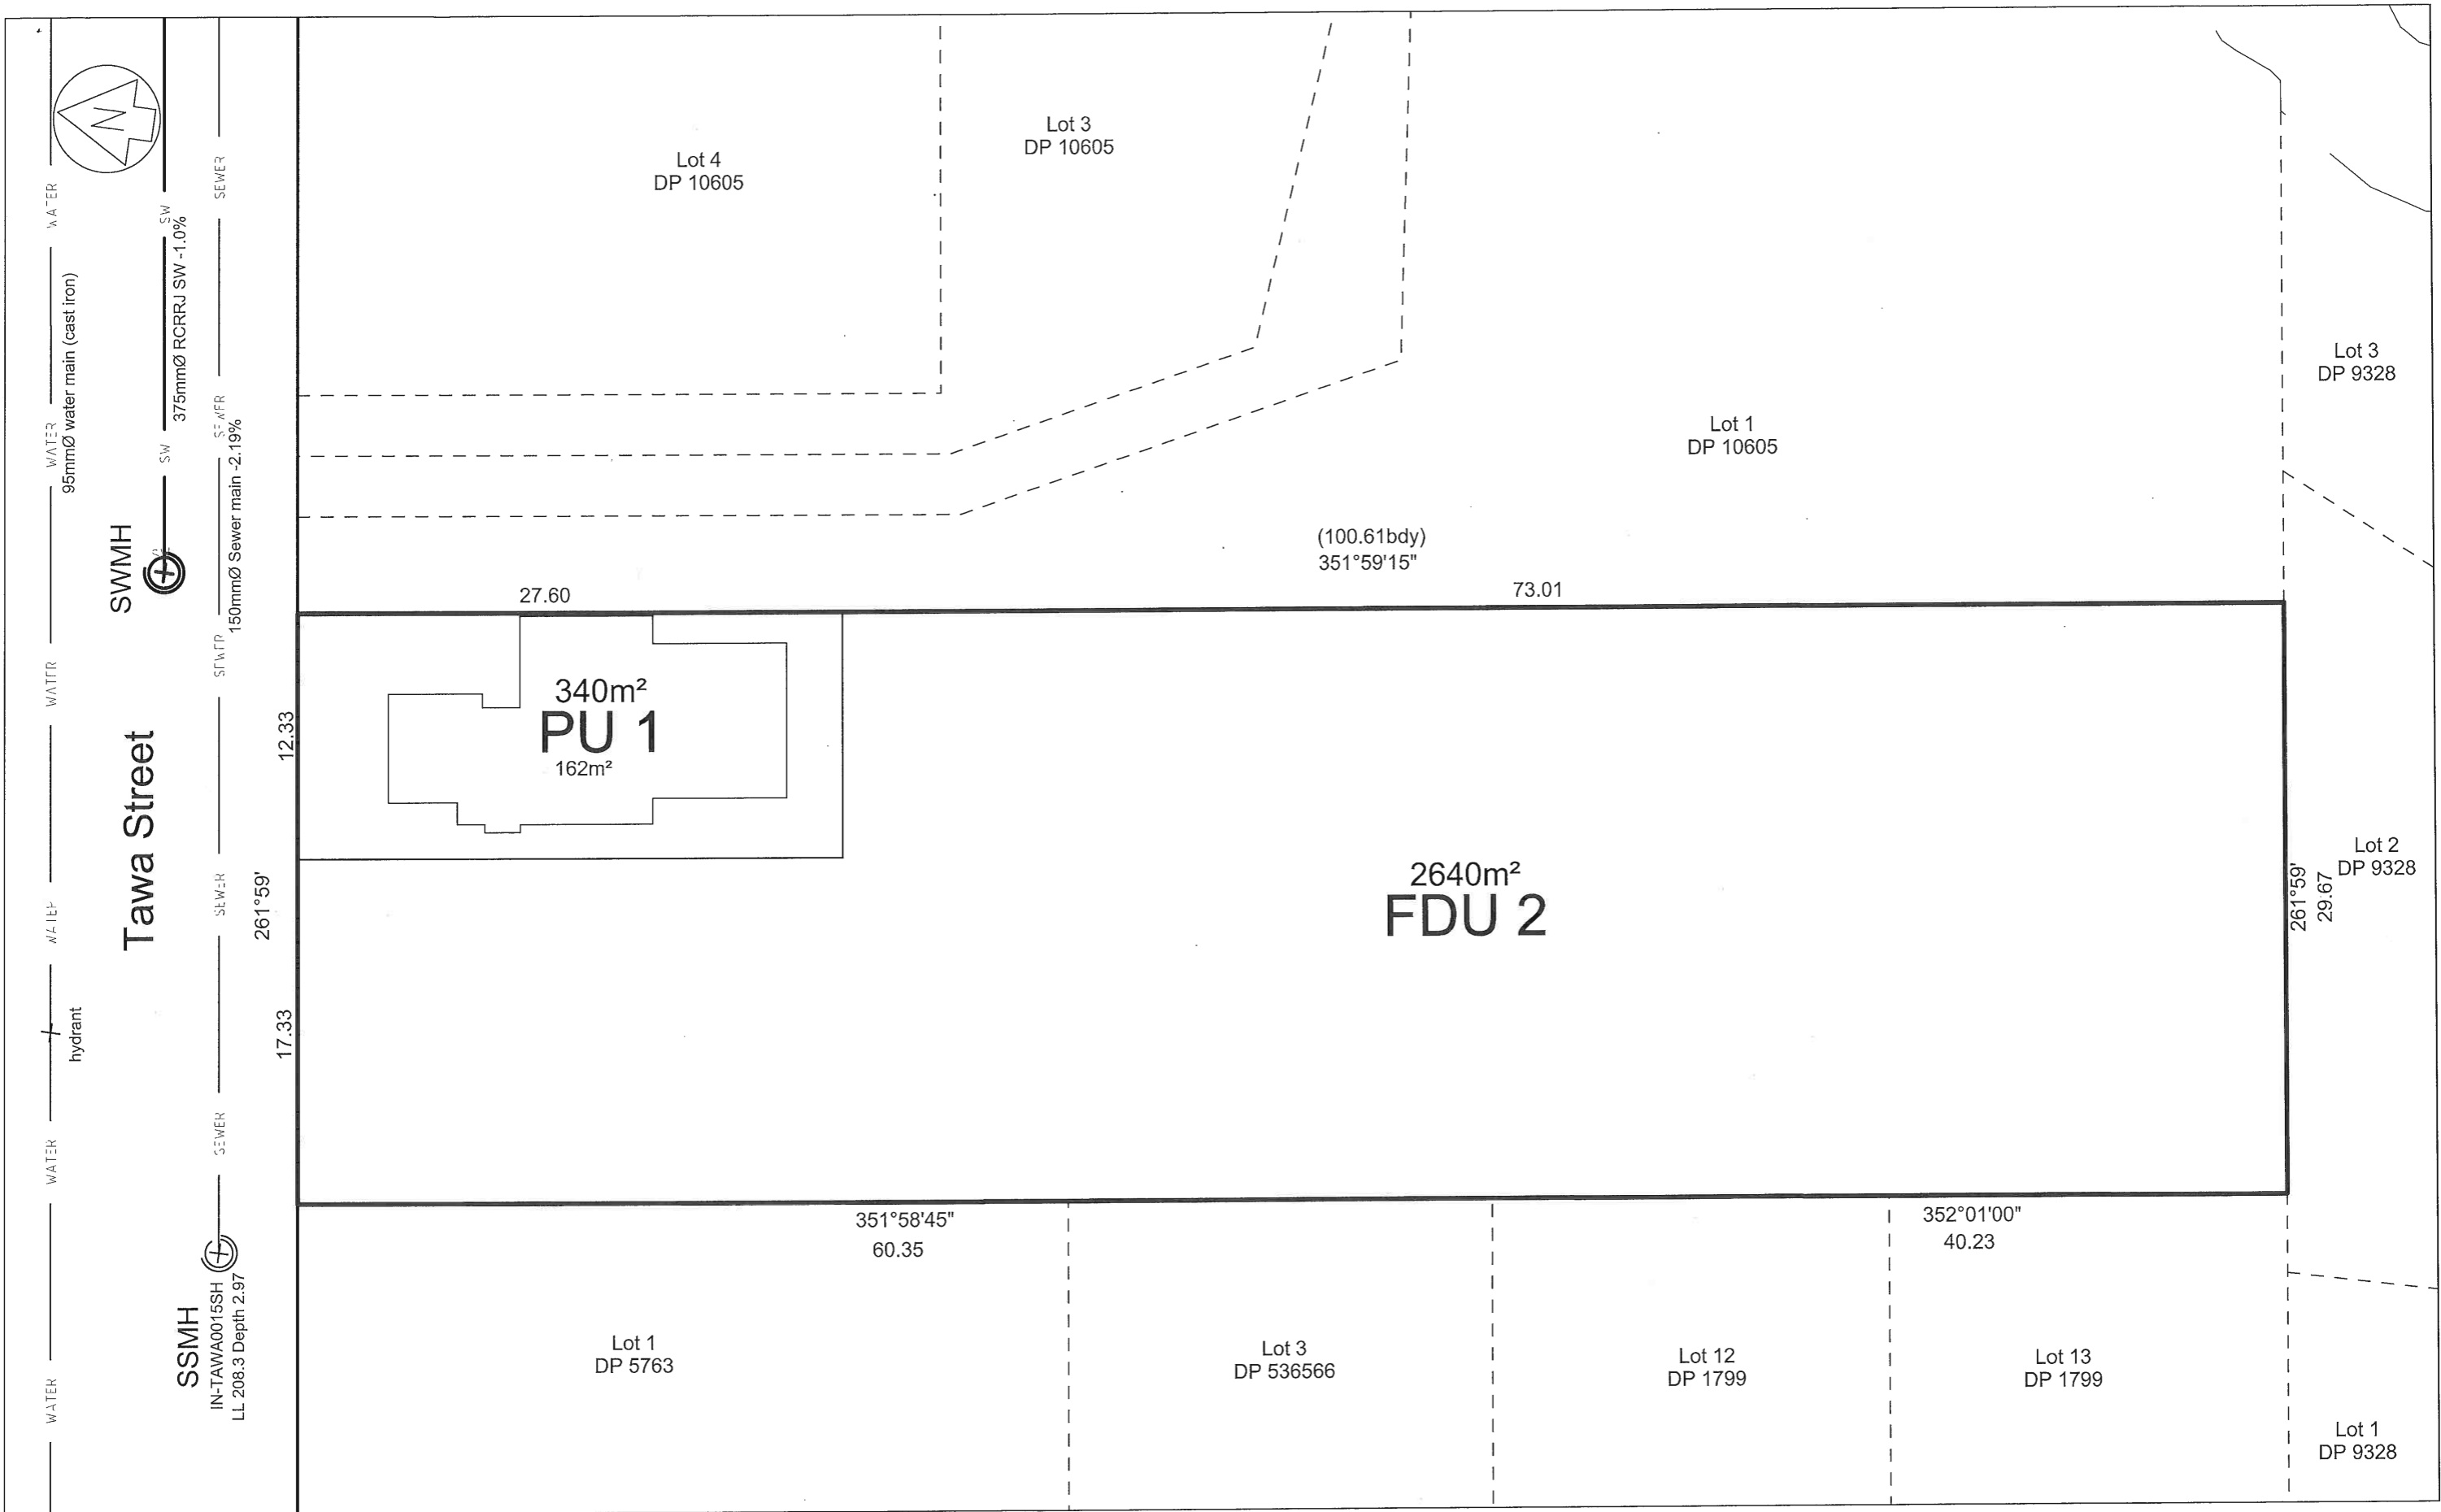 N
WATER
WATER
WATER
WATER
WATER
WATER
WATER
95mmØ water main (cast iron)
hydrant
SW
SW
375mmØ RCRRJ SW -1.0%
SEWER
SEWER
SEWER
SEWER
SEWER
150mmØ Sewer main -2.19%
SWMH
Tawa Street
SSMH
IN-TAWA0015SH
LL 208.3 Depth 2.97
Lot 4
DP 10605
Lot 3
DP 10605
Lot 1
DP 10605
Lot 3
DP 9328
(100.61bdy)
351°59'15"
27.60
73.01
12.33
261°59'
17.33
340m²
PU 1
162m²
2640m²
FDU 2
261°59'
29.67
Lot 2
DP 9328
351°58'45"
60.35
352°01'00"
40.23
Lot 1
DP 5763
Lot 3
DP 536566
Lot 12
DP 1799
Lot 13
DP 1799
Lot 1
DP 9328